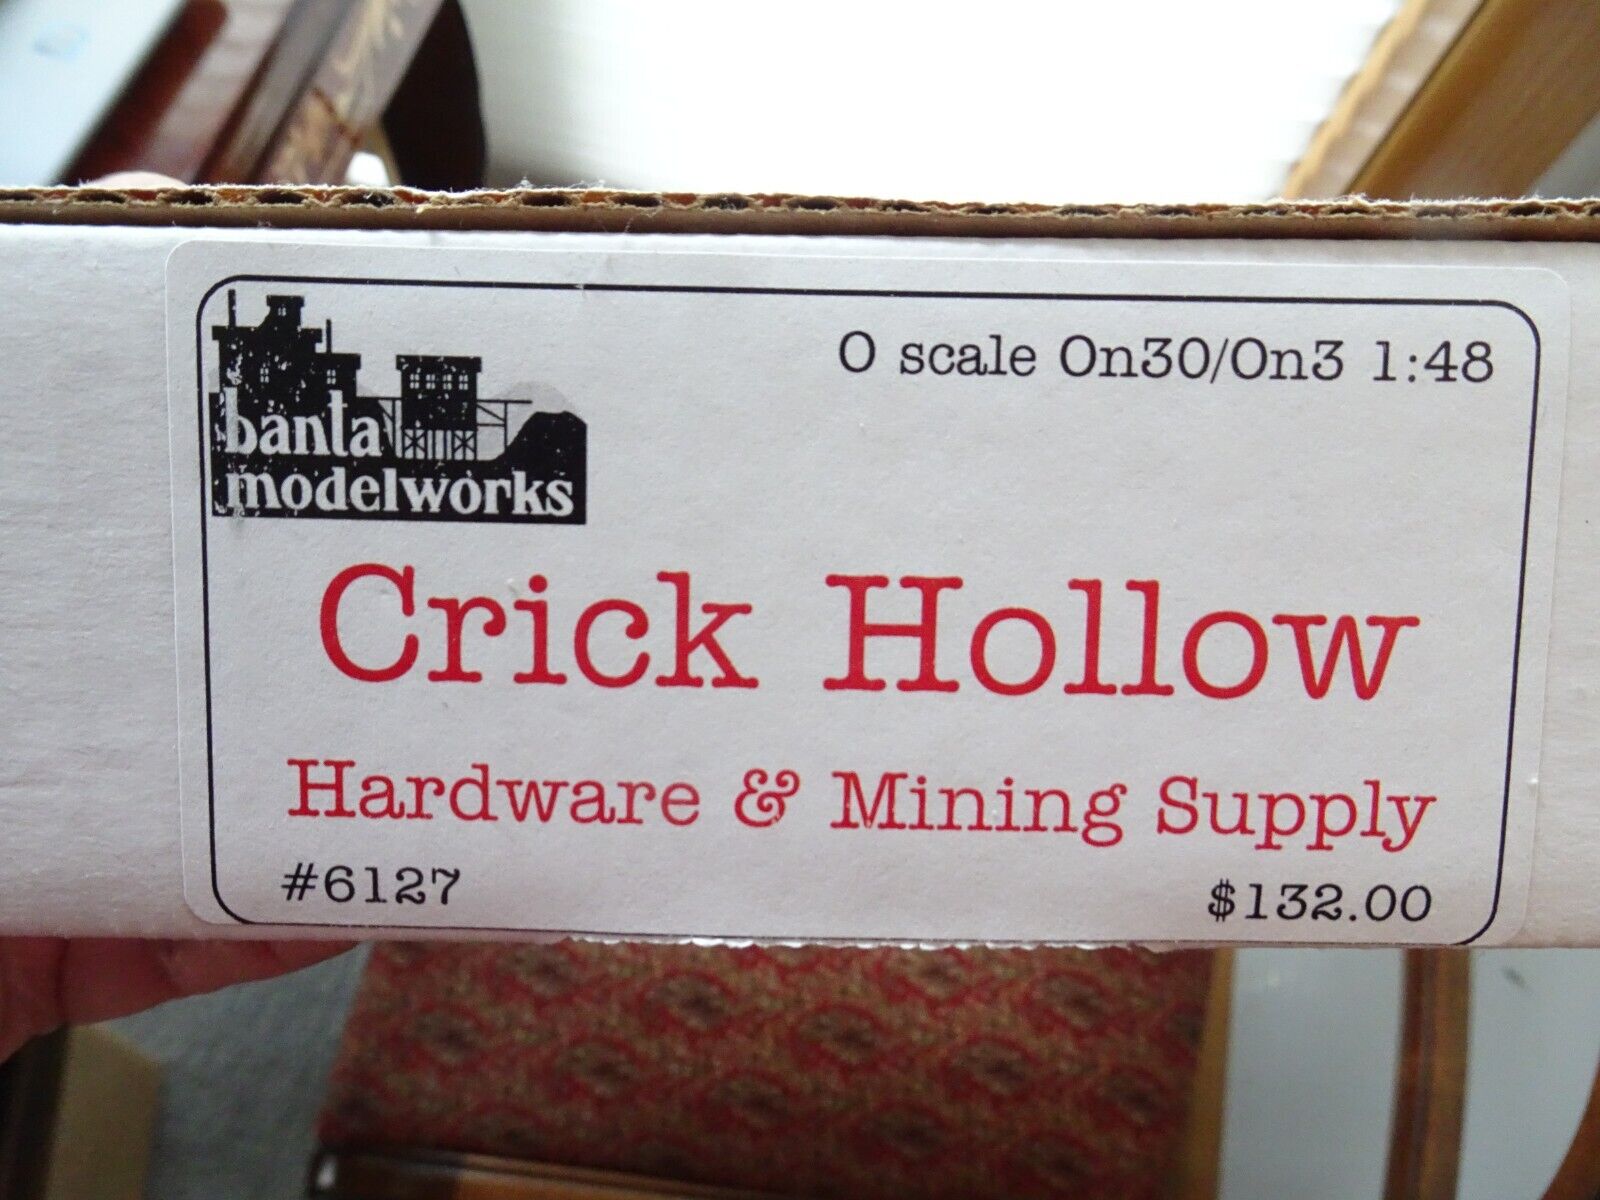 banta
modelworks
O scale On30/On3 1:48
Crick Hollow
Hardware & Mining Supply
#6127
$132.00